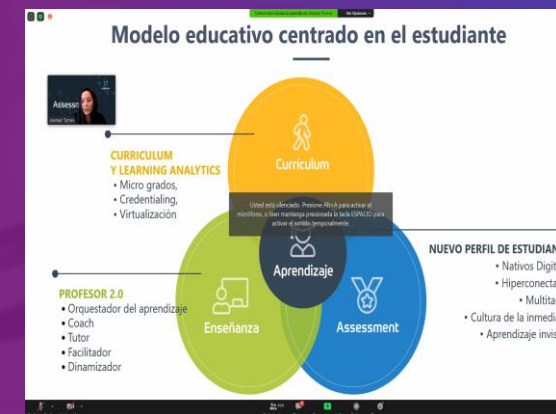 Modelo educativo centrado en el estudiante
CURRICULUM
Y LEARNING ANALYTICS
• Micro grados,
• Credentialing,
• Virtualización
Curriculum
Usted está silenciado. Presione Alt+A para activar el
micrófono, o bien mantenga presionada la tecla ESPACIO para
activar el sonido temporalmente.
Aprendizaje
Enseñanza
Assessment
PROFESOR 2.0
• Orquestador del aprendizaje
• Coach
• Tutor
• Facilitador
• Dinamizador
NUEVO PERFIL DE ESTUDIAN
• Nativos Digit
• Hiperconecta
• Multita
• Cultura de la inmedia
• Aprendizaje invis